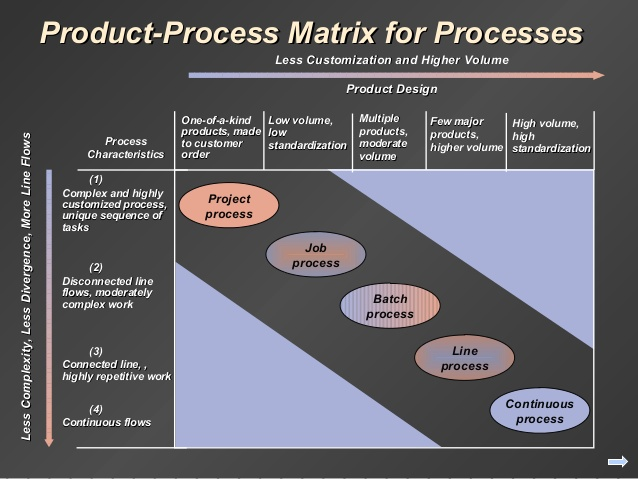 Product-Process Matrix for Processes
Less Customization and Higher Volume
Product Design
Process
Characteristics
One-of-a-kind
products, made
to customer
order
Low volume,
low
standardization
Multiple
products,
moderate
volume
Few major
products,
higher volume
High volume,
high
standardization
Less Complexity, Less Divergence, More Line Flows
(1)
Complex and highly
customized process,
unique sequence of
tasks
(2)
Disconnected line
flows, moderately
complex work
(3)
Connected line, ,
highly repetitive work
(4)
Continuous flows
Project
process
Job
process
Batch
process
Line
process
Continuous
process